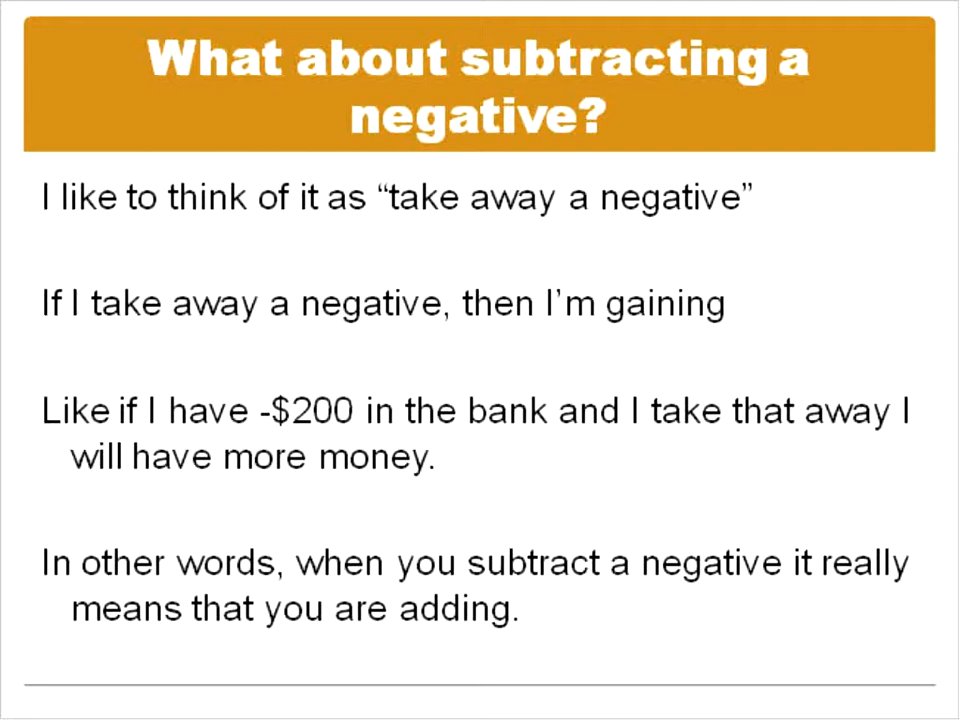 What about subtracting a
negative?
I like to think of it as “take away a negative”
If I take away a negative, then I’m gaining
Like if I have -$200 in the bank and I take that away I
will have more money.
In other words, when you subtract a negative it really
means that you are adding.